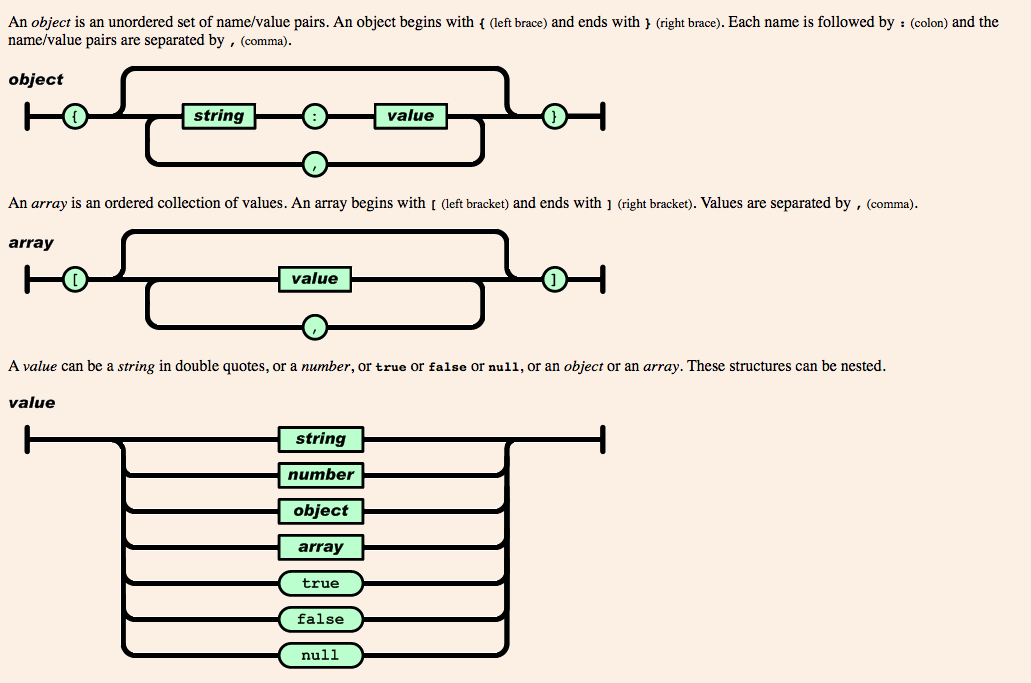 An object is an unordered set of name/value pairs. An object begins with { (left brace) and ends with } (right brace). Each name is followed by : (colon) and the
name/value pairs are separated by , (comma).
object
{ string : value }
,
An array is an ordered collection of values. An array begins with [ (left bracket) and ends with ] (right bracket). Values are separated by , (comma).
array
[ value ]
,
A value can be a string in double quotes, or a number, or true or false or null, or an object or an array. These structures can be nested.
value
string
number
object
array
true
false
null